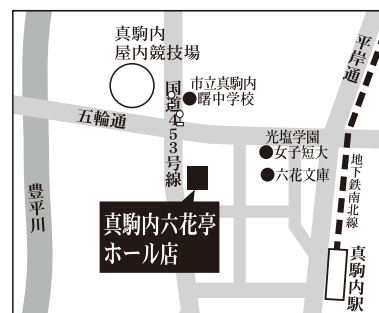 真駒内
屋内競技場
国道453号線
市立真駒内
曙中学校
平岸通
五輪通
光塩学園
女子短大
六花文庫
地下鉄南北線
豊平川
真駒内六花亭
ホール店
真駒内駅